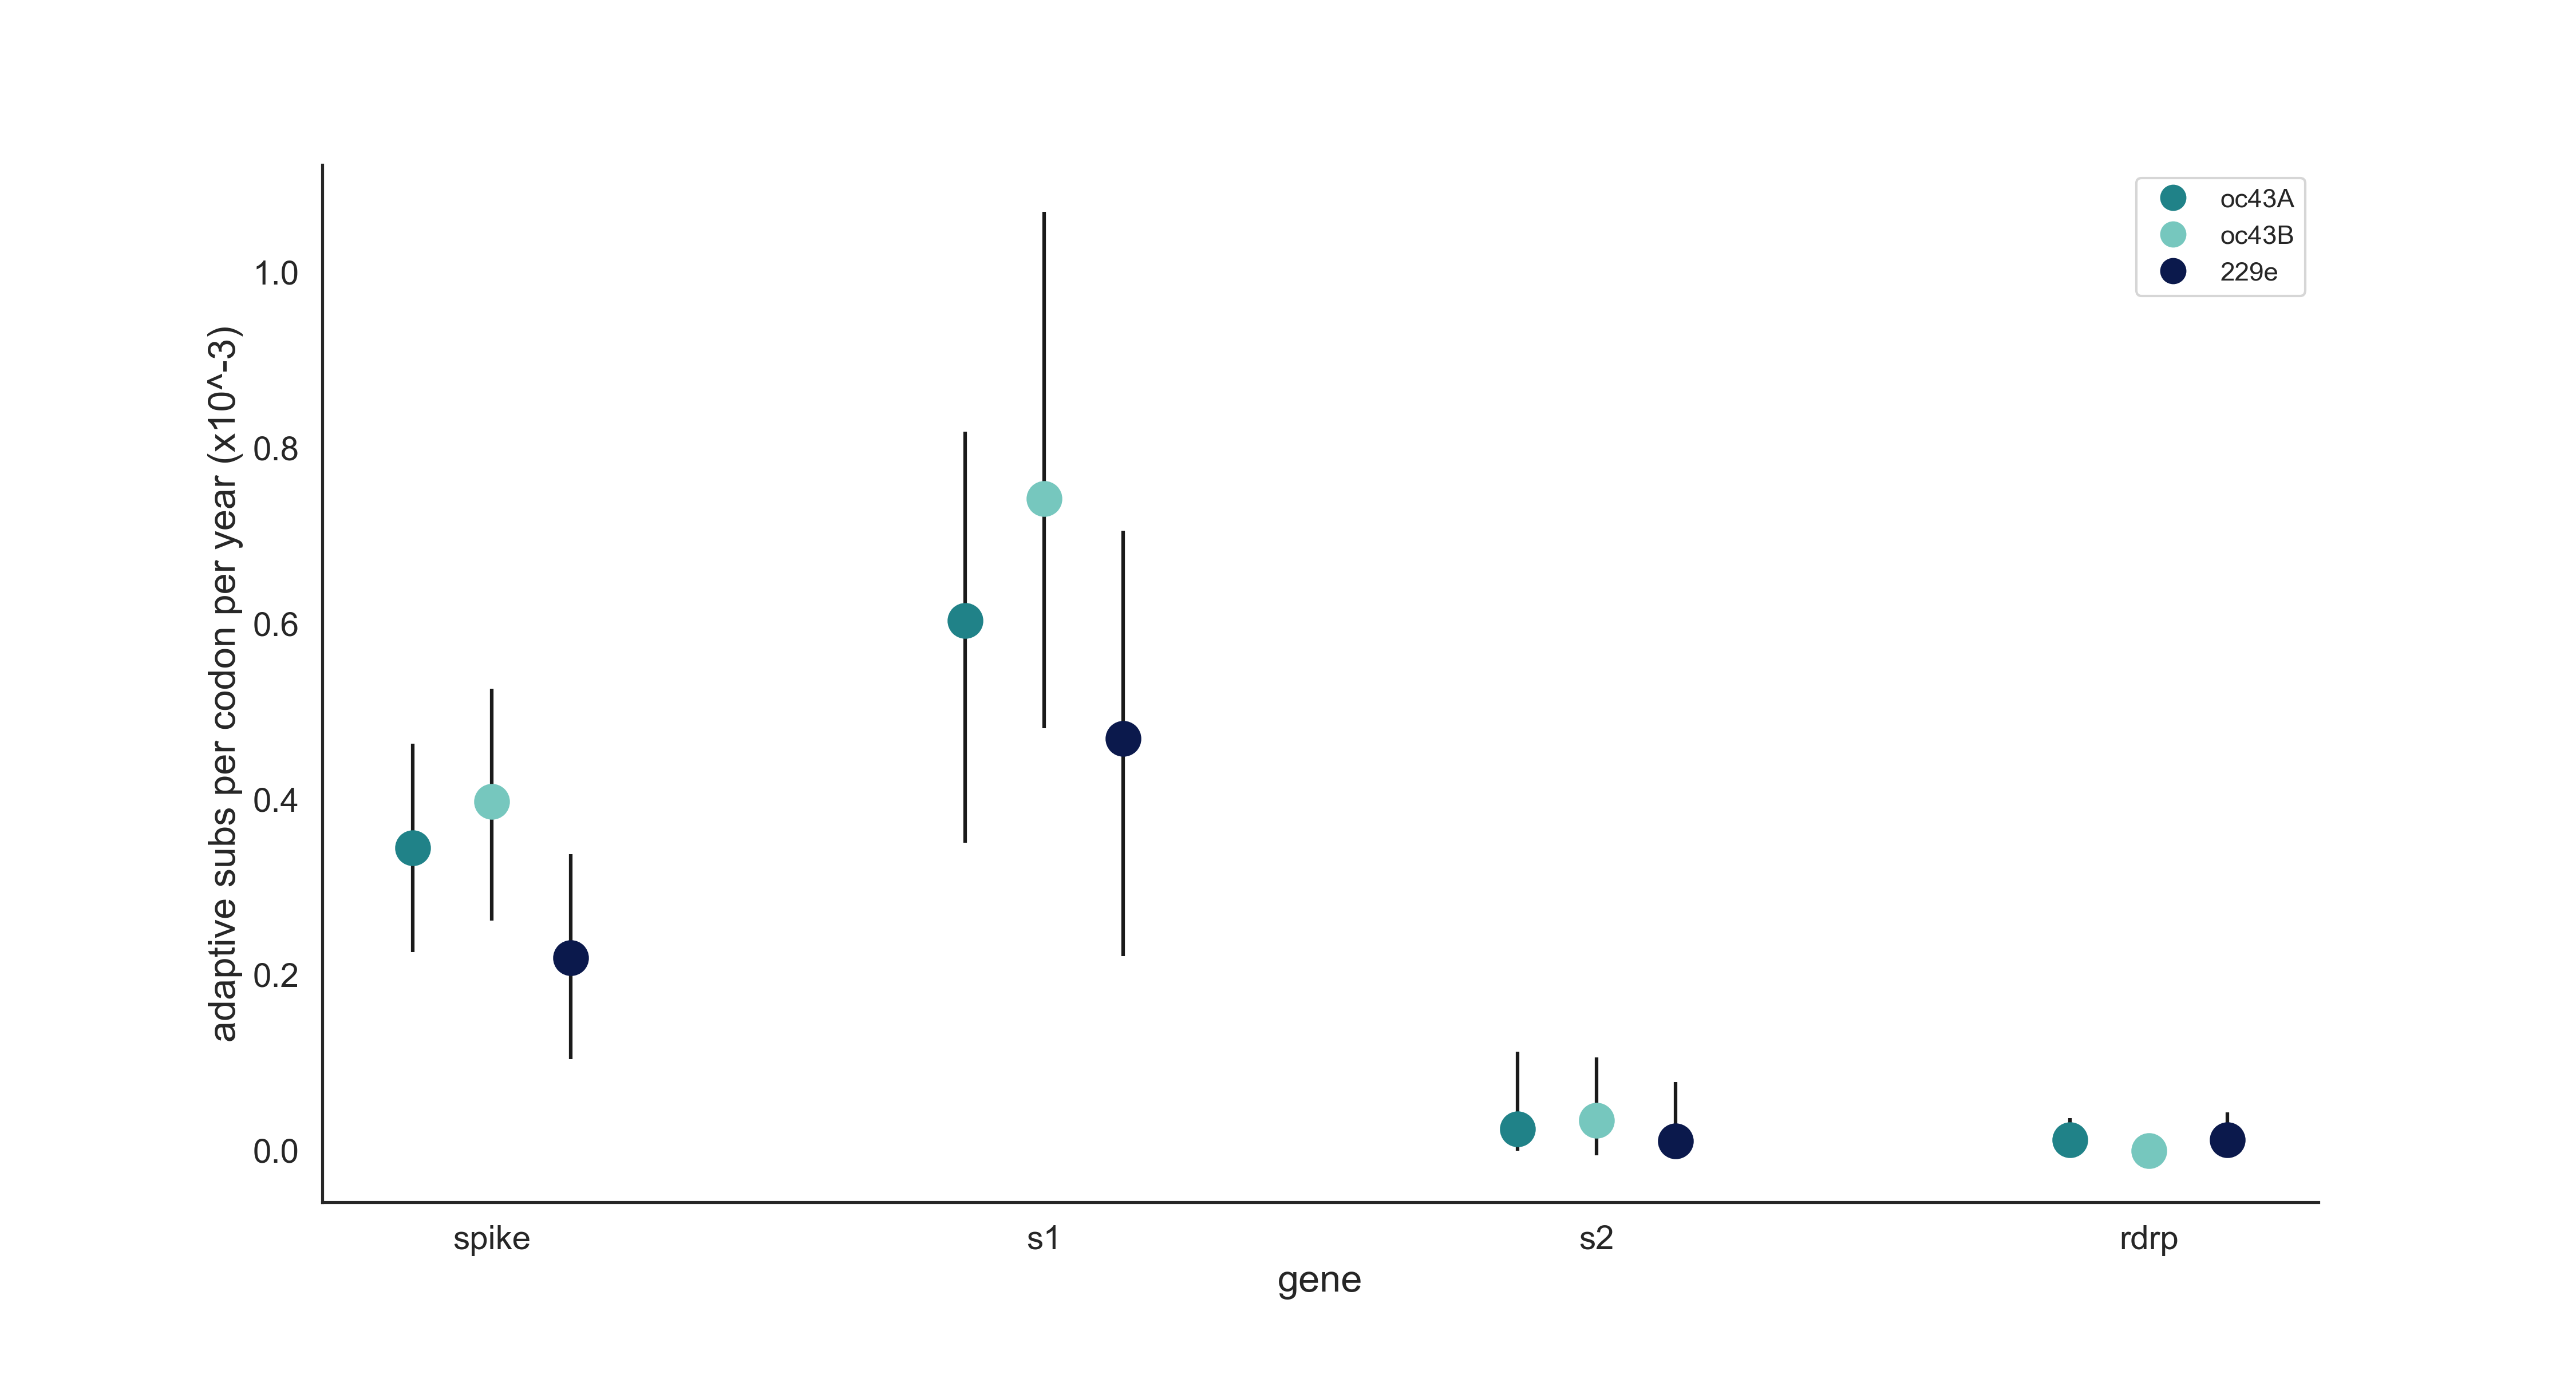 oc43A
oc43B
229e
1.0
0.8
0.6
0.4
0.2
0.0
adaptive subs per codon per year (x10^-3)
spike s1 s2 rdrp
gene